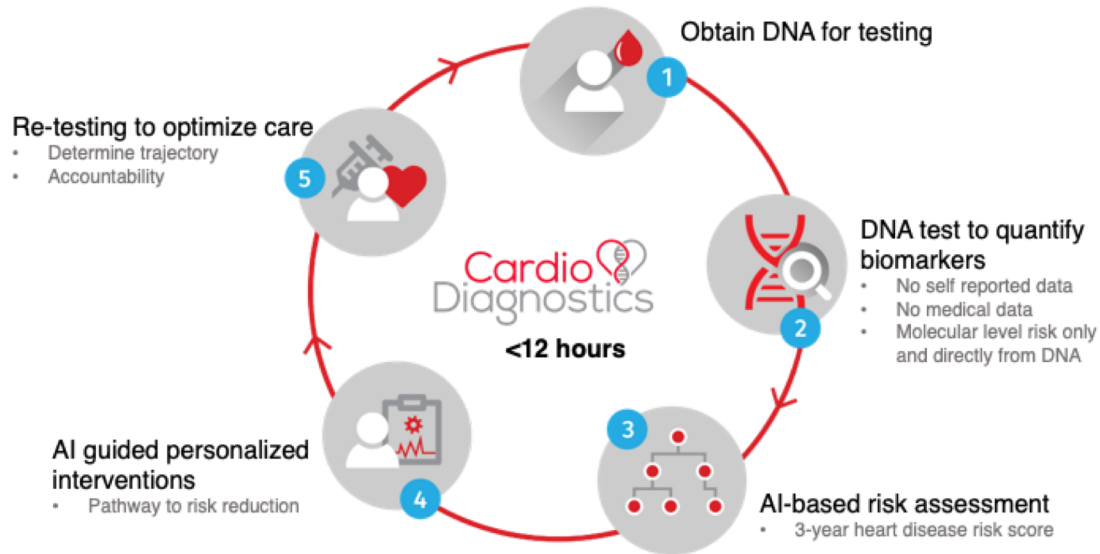 Obtain DNA for testing
1
DNA test to quantify
biomarkers
• No self reported data
• No medical data
• Molecular level risk only
and directly from DNA
2
3
AI-based risk assessment
• 3-year heart disease risk score
AI guided personalized
interventions
• Pathway to risk reduction
4
Re-testing to optimize care
• Determine trajectory
• Accountability
5
Cardio
Diagnostics
<12 hours